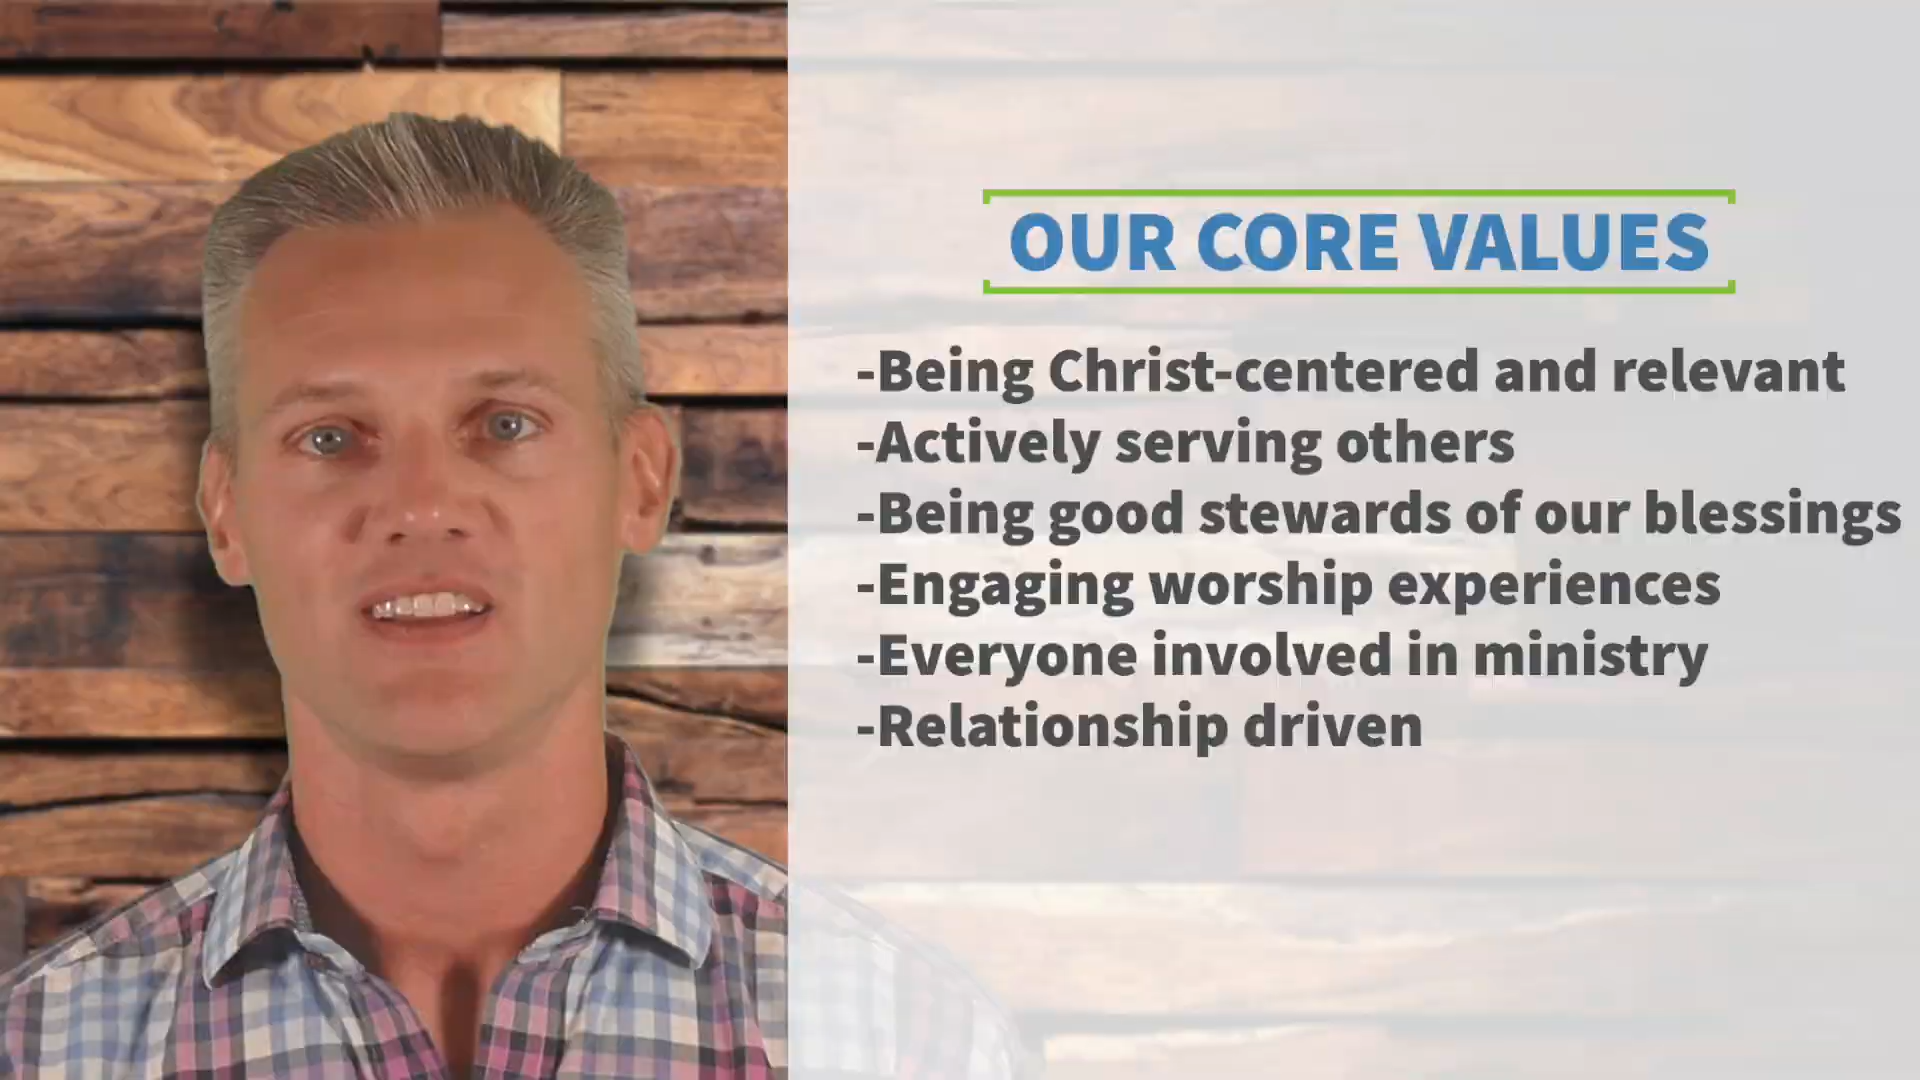 OUR CORE VALUES
-Being Christ-centered and relevant
-Actively serving others
-Being good stewards of our blessings
-Engaging worship experiences
-Everyone involved in ministry
-Relationship driven